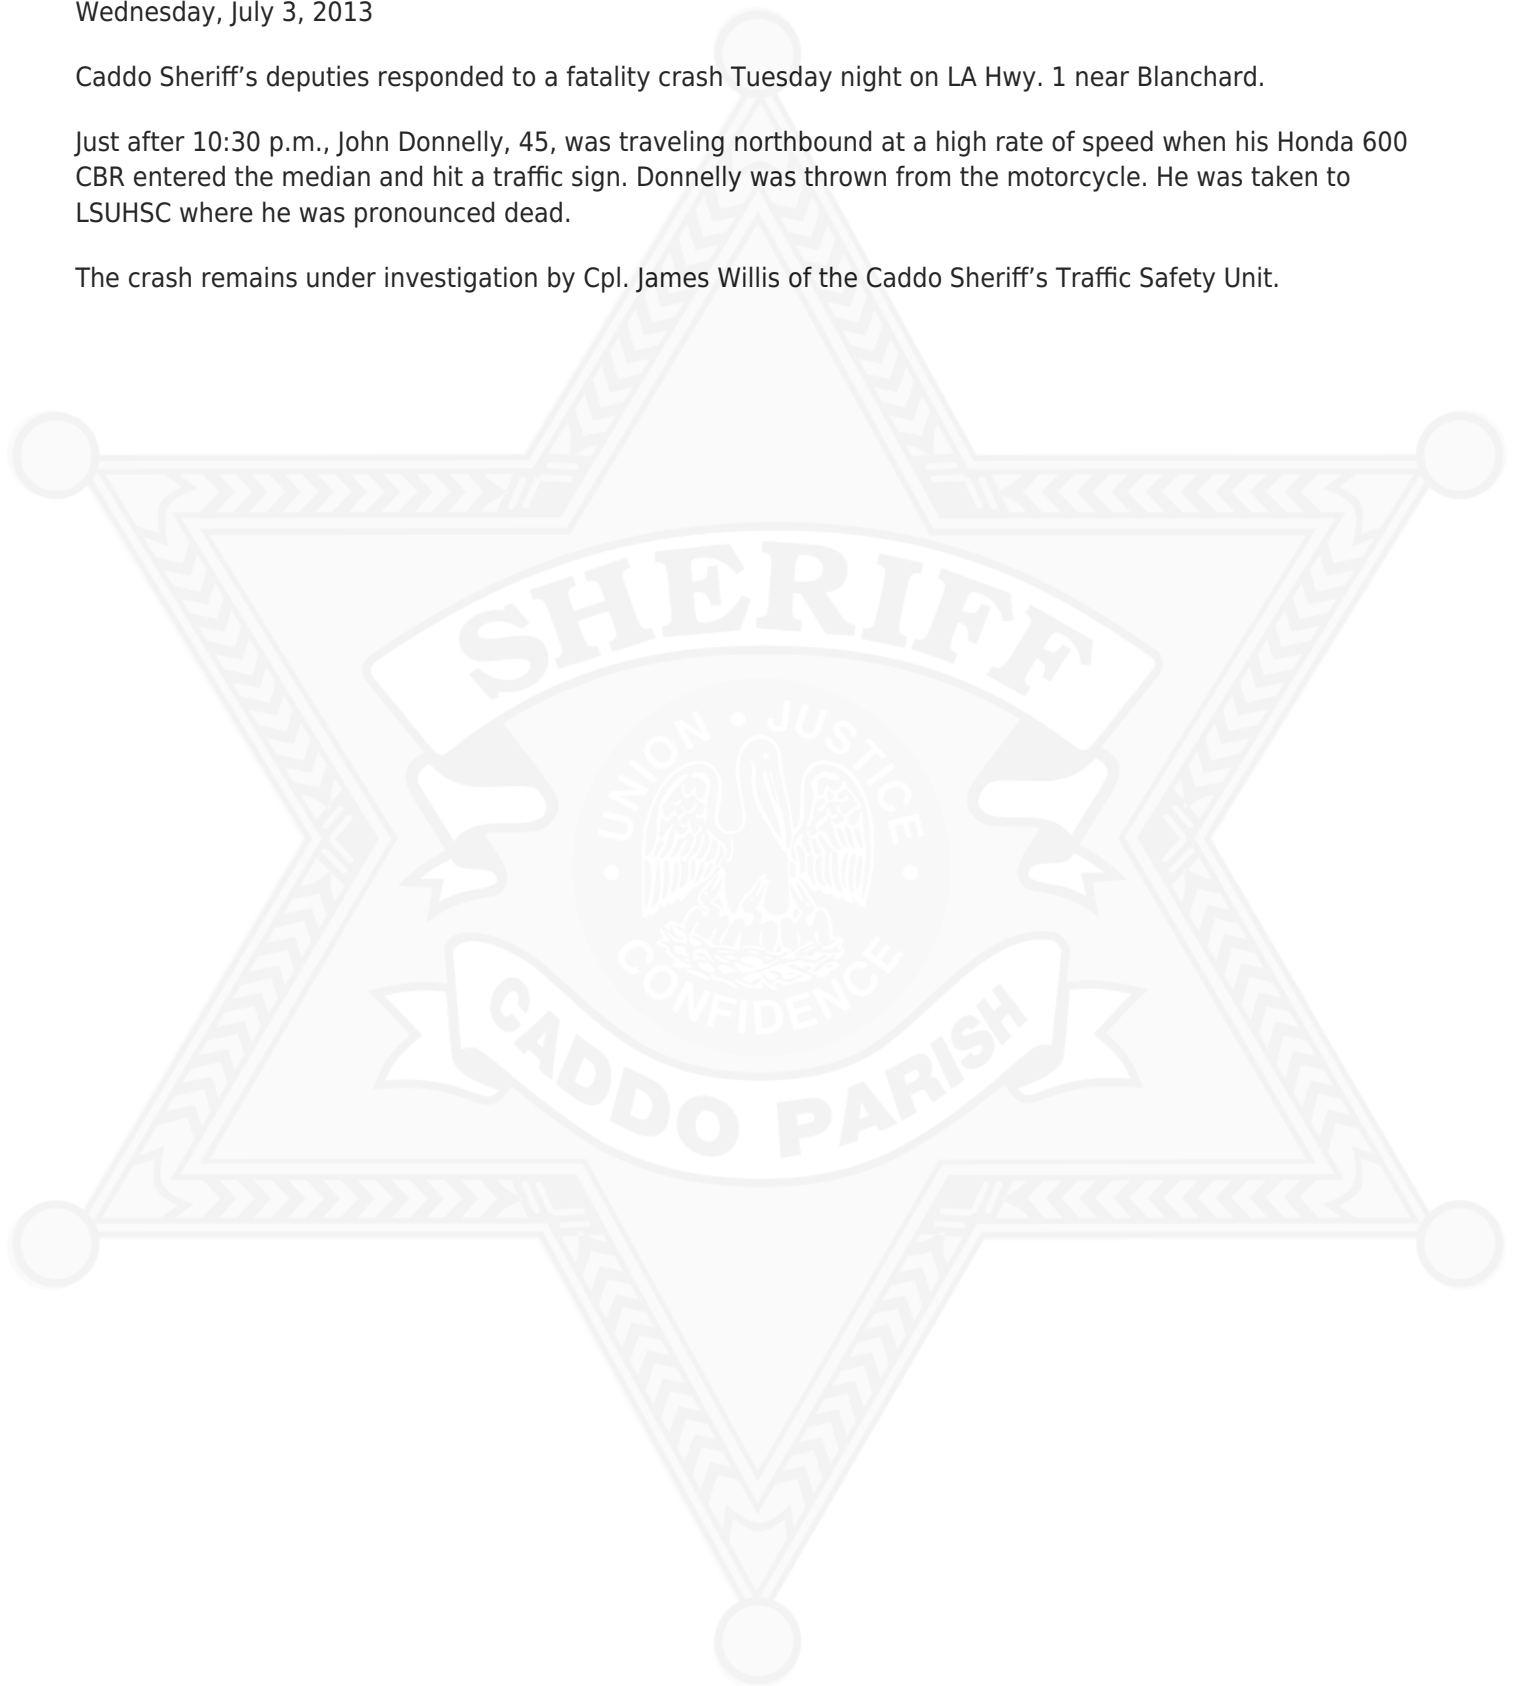 Wednesday, July 3, 2013
Caddo Sheriff’s deputies responded to a fatality crash Tuesday night on LA Hwy. 1 near Blanchard.
Just after 10:30 p.m., John Donnelly, 45, was traveling northbound at a high rate of speed when his Honda 600
CBR entered the median and hit a traffic sign. Donnelly was thrown from the motorcycle. He was taken to
LSUHSC where he was pronounced dead.
The crash remains under investigation by Cpl. James Willis of the Caddo Sheriff’s Traffic Safety Unit.
SHERIFF
UNION • JUSTICE
• CONFIDENCE •
CADDO PARISH